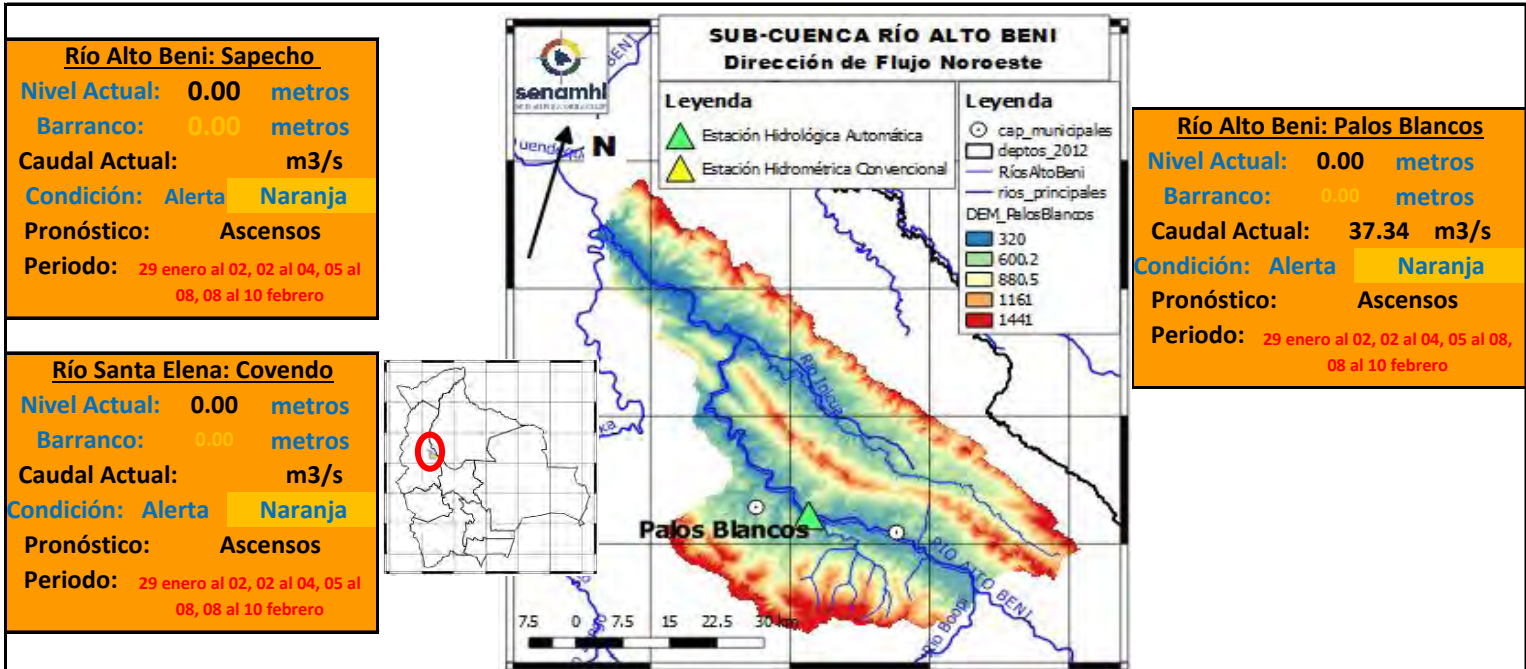 Río Alto Beni: Sapecho
Nivel Actual: 0.00 metros
Barranco: 0.00 metros
Caudal Actual: m3/s
Condición: Alerta Naranja
Pronóstico: Ascensos
Periodo: 29 enero al 02, 02 al 04, 05 al
08, 08 al 10 febrero
Río Santa Elena: Covendo
Nivel Actual: 0.00 metros
Barranco: 0.00 metros
Caudal Actual: m3/s
Condición: Alerta Naranja
Pronóstico: Ascensos
Periodo: 29 enero al 02, 02 al 04, 05 al
08, 08 al 10 febrero
SUB-CUENCA RÍO ALTO BENI
Dirección de Flujo Noroeste
senamhi
N
Leyenda
Estación Hidrológica Automática
Estación Hidrométrica Convencional
Leyenda
cap_municipales
deptos_2012
RíosAltoBeni
rios_principales
DEM_PalosBlancos
320
600.2
880.5
1161
1441
BENI
Río Inicua
Palos Blancos
RÍO ALTO BENI
Río Boopi
7.5 0 7.5 15 22.5 30 km
Río Alto Beni: Palos Blancos
Nivel Actual: 0.00 metros
Barranco: 0.00 metros
Caudal Actual: 37.34 m3/s
Condición: Alerta Naranja
Pronóstico: Ascensos
Periodo: 29 enero al 02, 02 al 04, 05 al 08,
08 al 10 febrero